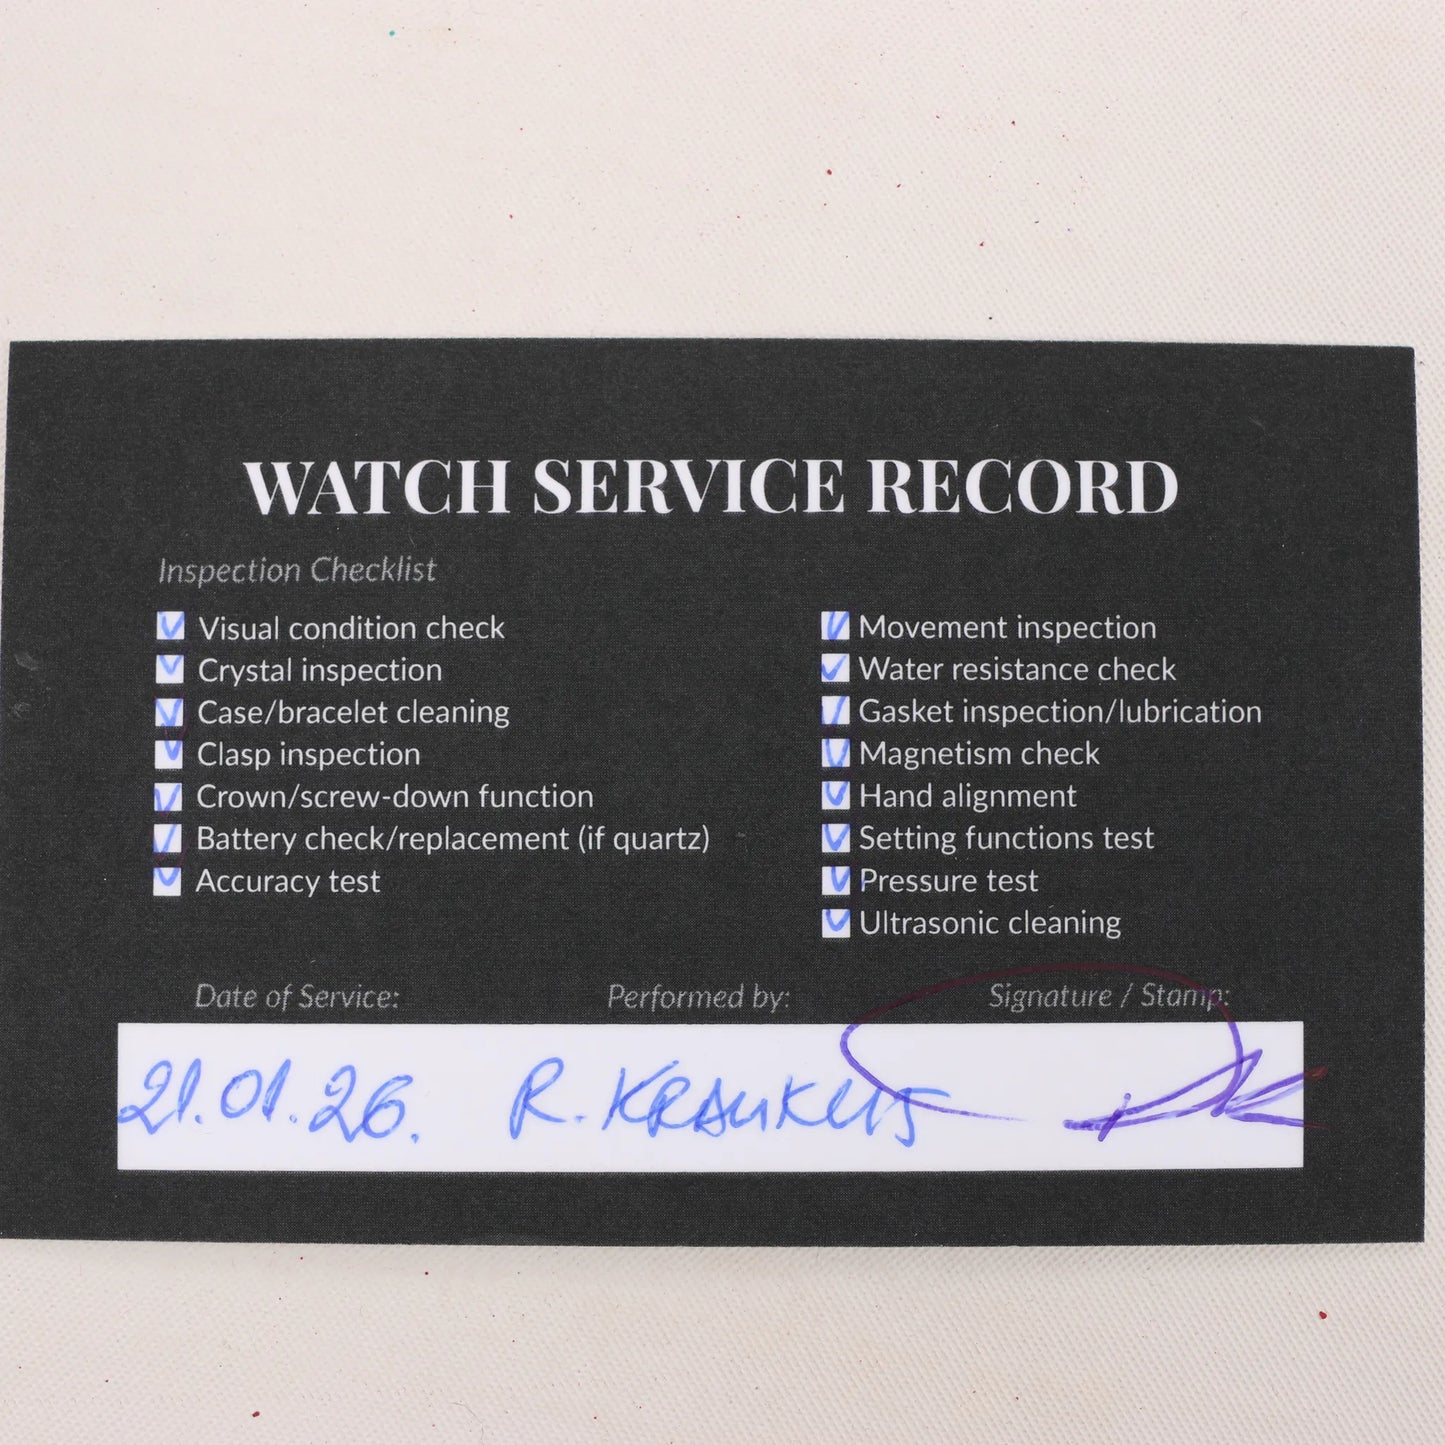 WATCH SERVICE RECORD
Inspection Checklist
Visual condition check
Crystal inspection
Case/bracelet cleaning
Clasp inspection
Crown/screw-down function
Battery check/replacement (if quartz)
Accuracy test
Movement inspection
Water resistance check
Gasket inspection/lubrication
Magnetism check
Hand alignment
Setting functions test
Pressure test
Ultrasonic cleaning
Date of Service:
Performed by:
Signature / Stamp:
21.01.26.
R.